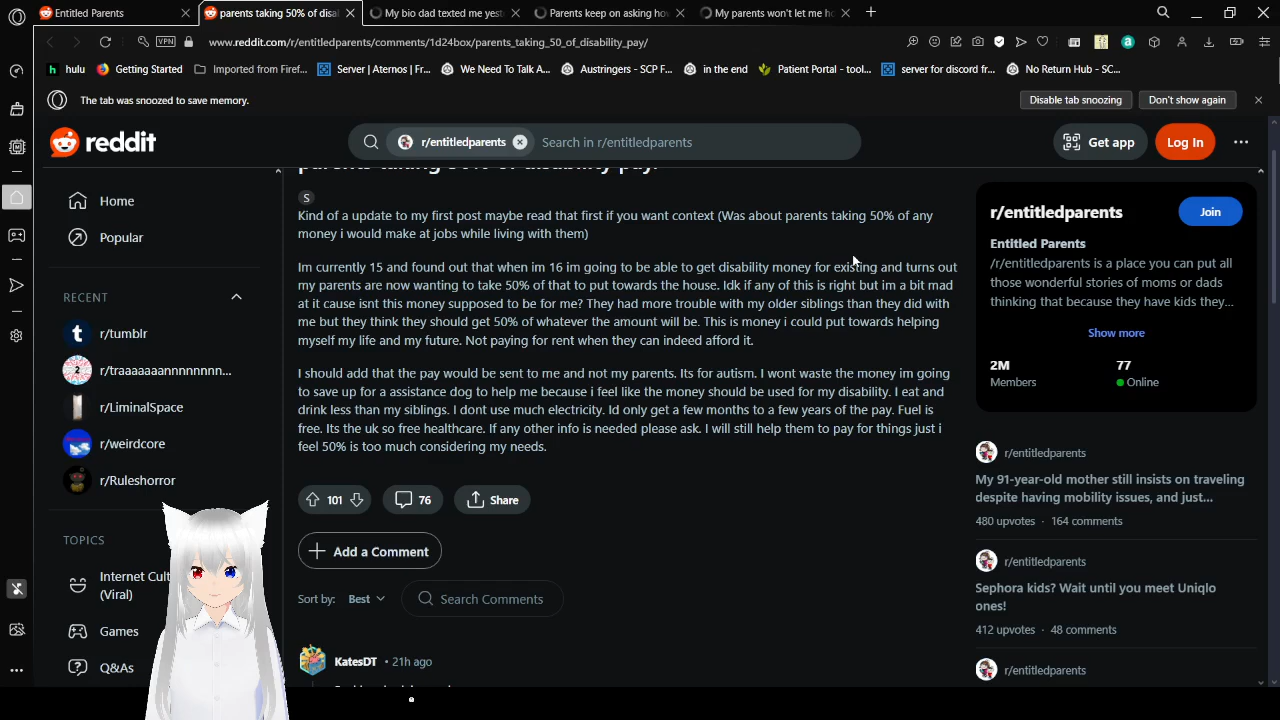 Entitled Parents
parents taking 50% of disa
My bio dad texted me yest
Parents keep on asking how
My parents won't let me h
VPN
www.reddit.com/r/entitledparents/comments/1d24box/parents_taking_50_of_disability_pay/
hulu
Getting Started
Imported from Firef...
Server | Aternos | Fr...
We Need To Talk A...
Austringers - SCP F...
in the end
Patient Portal - tool...
server for discord fr...
No Return Hub - SC...
The tab was snoozed to save memory.
Disable tab snoozing
Don't show again
reddit
r/entitledparents
Search in r/entitledparents
Get app
Log In
Home
Popular
RECENT
r/tumblr
r/traaaaaaannnnnnnn...
r/LiminalSpace
r/weirdcore
r/Ruleshorror
TOPICS
Internet Cult
(Viral)
Games
Q&As
parents taking 50% of disability pay.
S
Kind of a update to my first post maybe read that first if you want context (Was about parents taking 50% of any
money i would make at jobs while living with them)
Im currently 15 and found out that when im 16 im going to be able to get disability money for existing and turns out
my parents are now wanting to take 50% of that to put towards the house. Idk if any of this is right but im a bit mad
at it cause isnt this money supposed to be for me? They had more trouble with my older siblings than they did with
me but they think they should get 50% of whatever the amount will be. This is money i could put towards helping
myself my life and my future. Not paying for rent when they can indeed afford it.
I should add that the pay would be sent to me and not my parents. Its for autism. I wont waste the money im going
to save up for a assistance dog to help me because i feel like the money should be used for my disability. I eat and
drink less than my siblings. I dont use much electricity. Id only get a few months to a few years of the pay. Fuel is
free. Its the uk so free healthcare. If any other info is needed please ask. I will still help them to pay for things just i
feel 50% is too much considering my needs.
101
76
Share
Add a Comment
Sort by:
Best
Search Comments
KatesDT
• 21h ago
r/entitledparents
Join
Entitled Parents
/r/entitledparents is a place you can put all
those wonderful stories of moms or dads
thinking that because they have kids they...
Show more
2M
Members
77
Online
r/entitledparents
My 91-year-old mother still insists on traveling
despite having mobility issues, and just...
480 upvotes · 164 comments
r/entitledparents
Sephora kids? Wait until you meet Uniqlo
ones!
412 upvotes · 48 comments
r/entitledparents